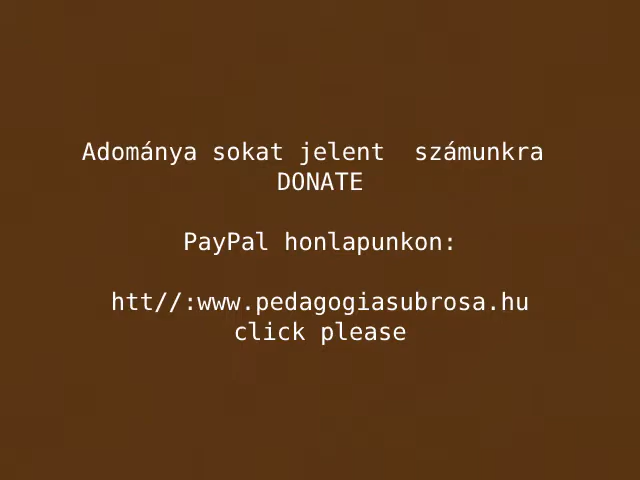 Adománya sokat jelent  számunkra
DONATE
PayPal honlapunkon:
htt//:www.pedagogiasubrosa.hu
click please